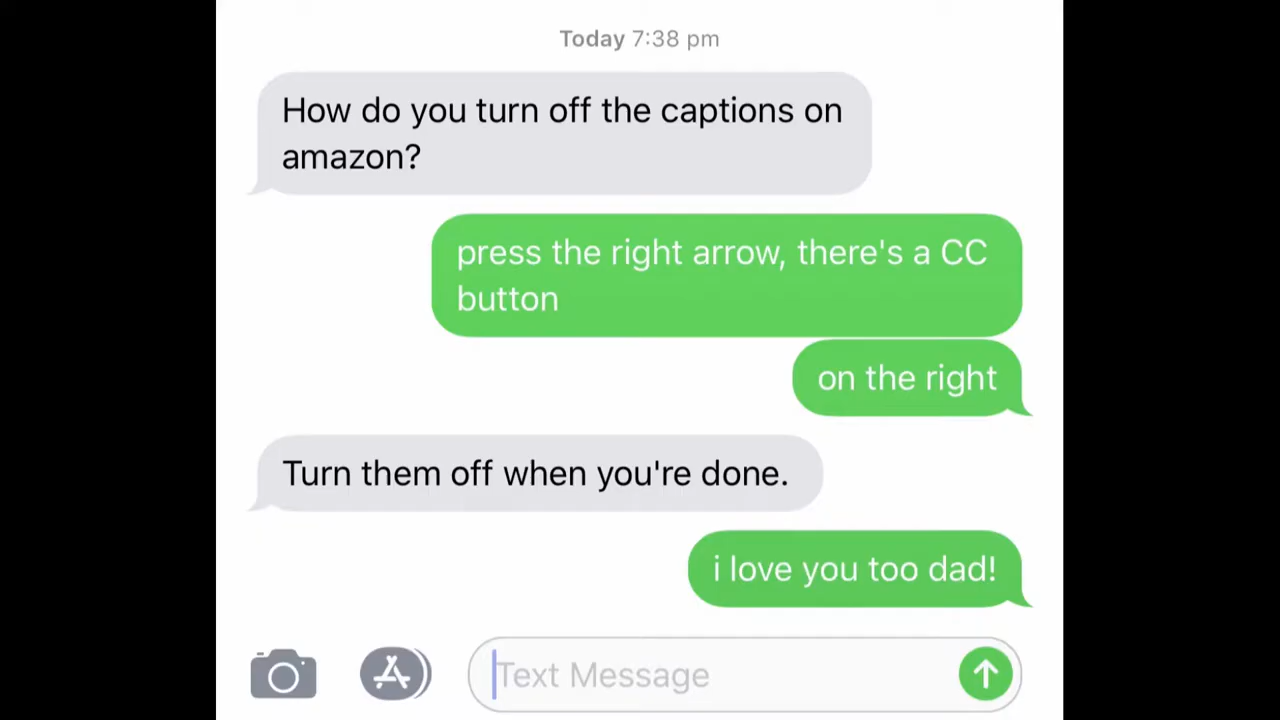 Today 7:38 pm
How do you turn off the captions on
amazon?
press the right arrow, there's a CC
button
on the right
Turn them off when you're done.
i love you too dad!
Text Message